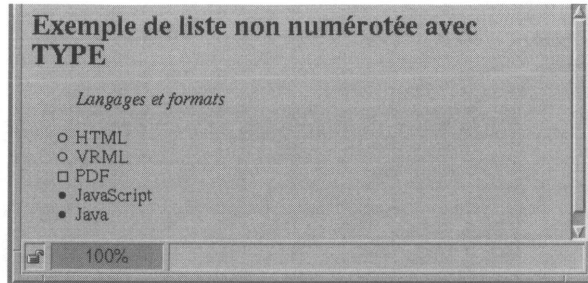 Exemple de liste non numérotée avec
TYPE
Langages et formats
HTML
VRML
PDF
JavaScript
Java
100%